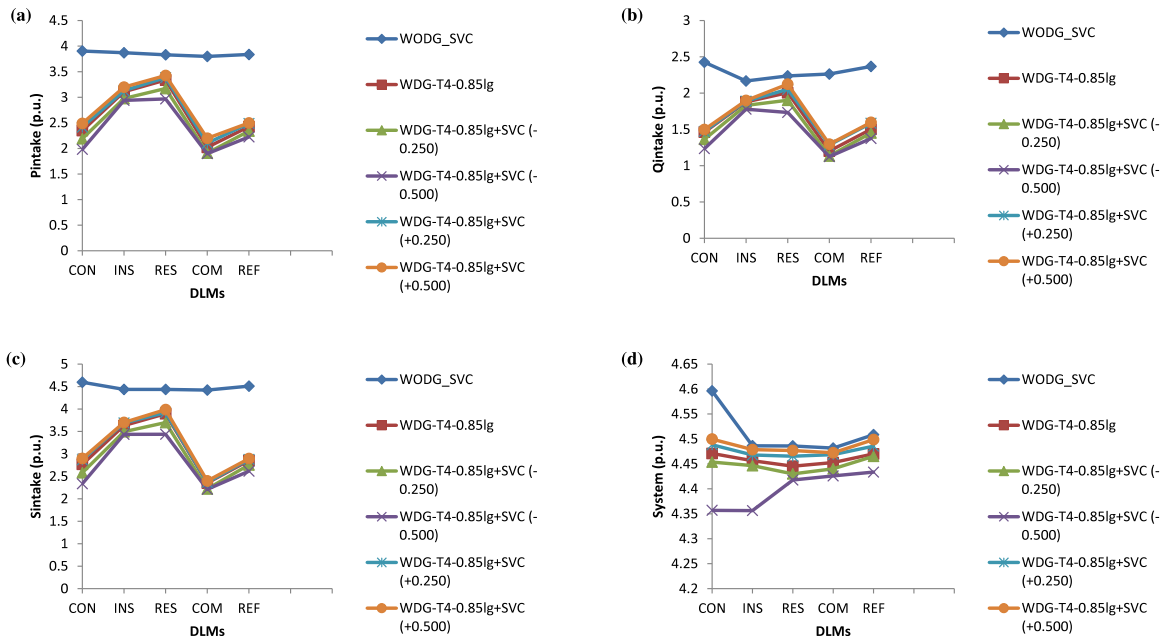 (a)
4.5
4
3.5
3
2.5
2
1.5
1
0.5
0
Pintake (p.u.)
CON INS RES COM REF
DLMs
WODG_SVC
WDG-T4-0.85lg
WDG-T4-0.85lg+SVC (-
0.250)
WDG-T4-0.85lg+SVC (-
0.500)
WDG-T4-0.85lg+SVC
(+0.250)
WDG-T4-0.85lg+SVC
(+0.500)
(b)
3
2.5
2
1.5
1
0.5
0
Qintake (p.u.)
CON INS RES COM REF
DLMs
WODG_SVC
WDG-T4-0.85lg
WDG-T4-0.85lg+SVC (-
0.250)
WDG-T4-0.85lg+SVC (-
0.500)
WDG-T4-0.85lg+SVC
(+0.250)
WDG-T4-0.85lg+SVC
(+0.500)
(c)
5
4.5
4
3.5
3
2.5
2
1.5
1
0.5
0
Sintake (p.u.)
CON INS RES COM REF
DLMs
WODG_SVC
WDG-T4-0.85lg
WDG-T4-0.85lg+SVC (-
0.250)
WDG-T4-0.85lg+SVC (-
0.500)
WDG-T4-0.85lg+SVC
(+0.250)
WDG-T4-0.85lg+SVC
(+0.500)
(d)
4.65
4.6
4.55
4.5
4.45
4.4
4.35
4.3
4.25
4.2
System (p.u.)
CON INS RES COM REF
DLMs
WODG_SVC
WDG-T4-0.85lg
WDG-T4-0.85lg+SVC (-
0.250)
WDG-T4-0.85lg+SVC (-
0.500)
WDG-T4-0.85lg+SVC
(+0.250)
WDG-T4-0.85lg+SVC
(+0.500)